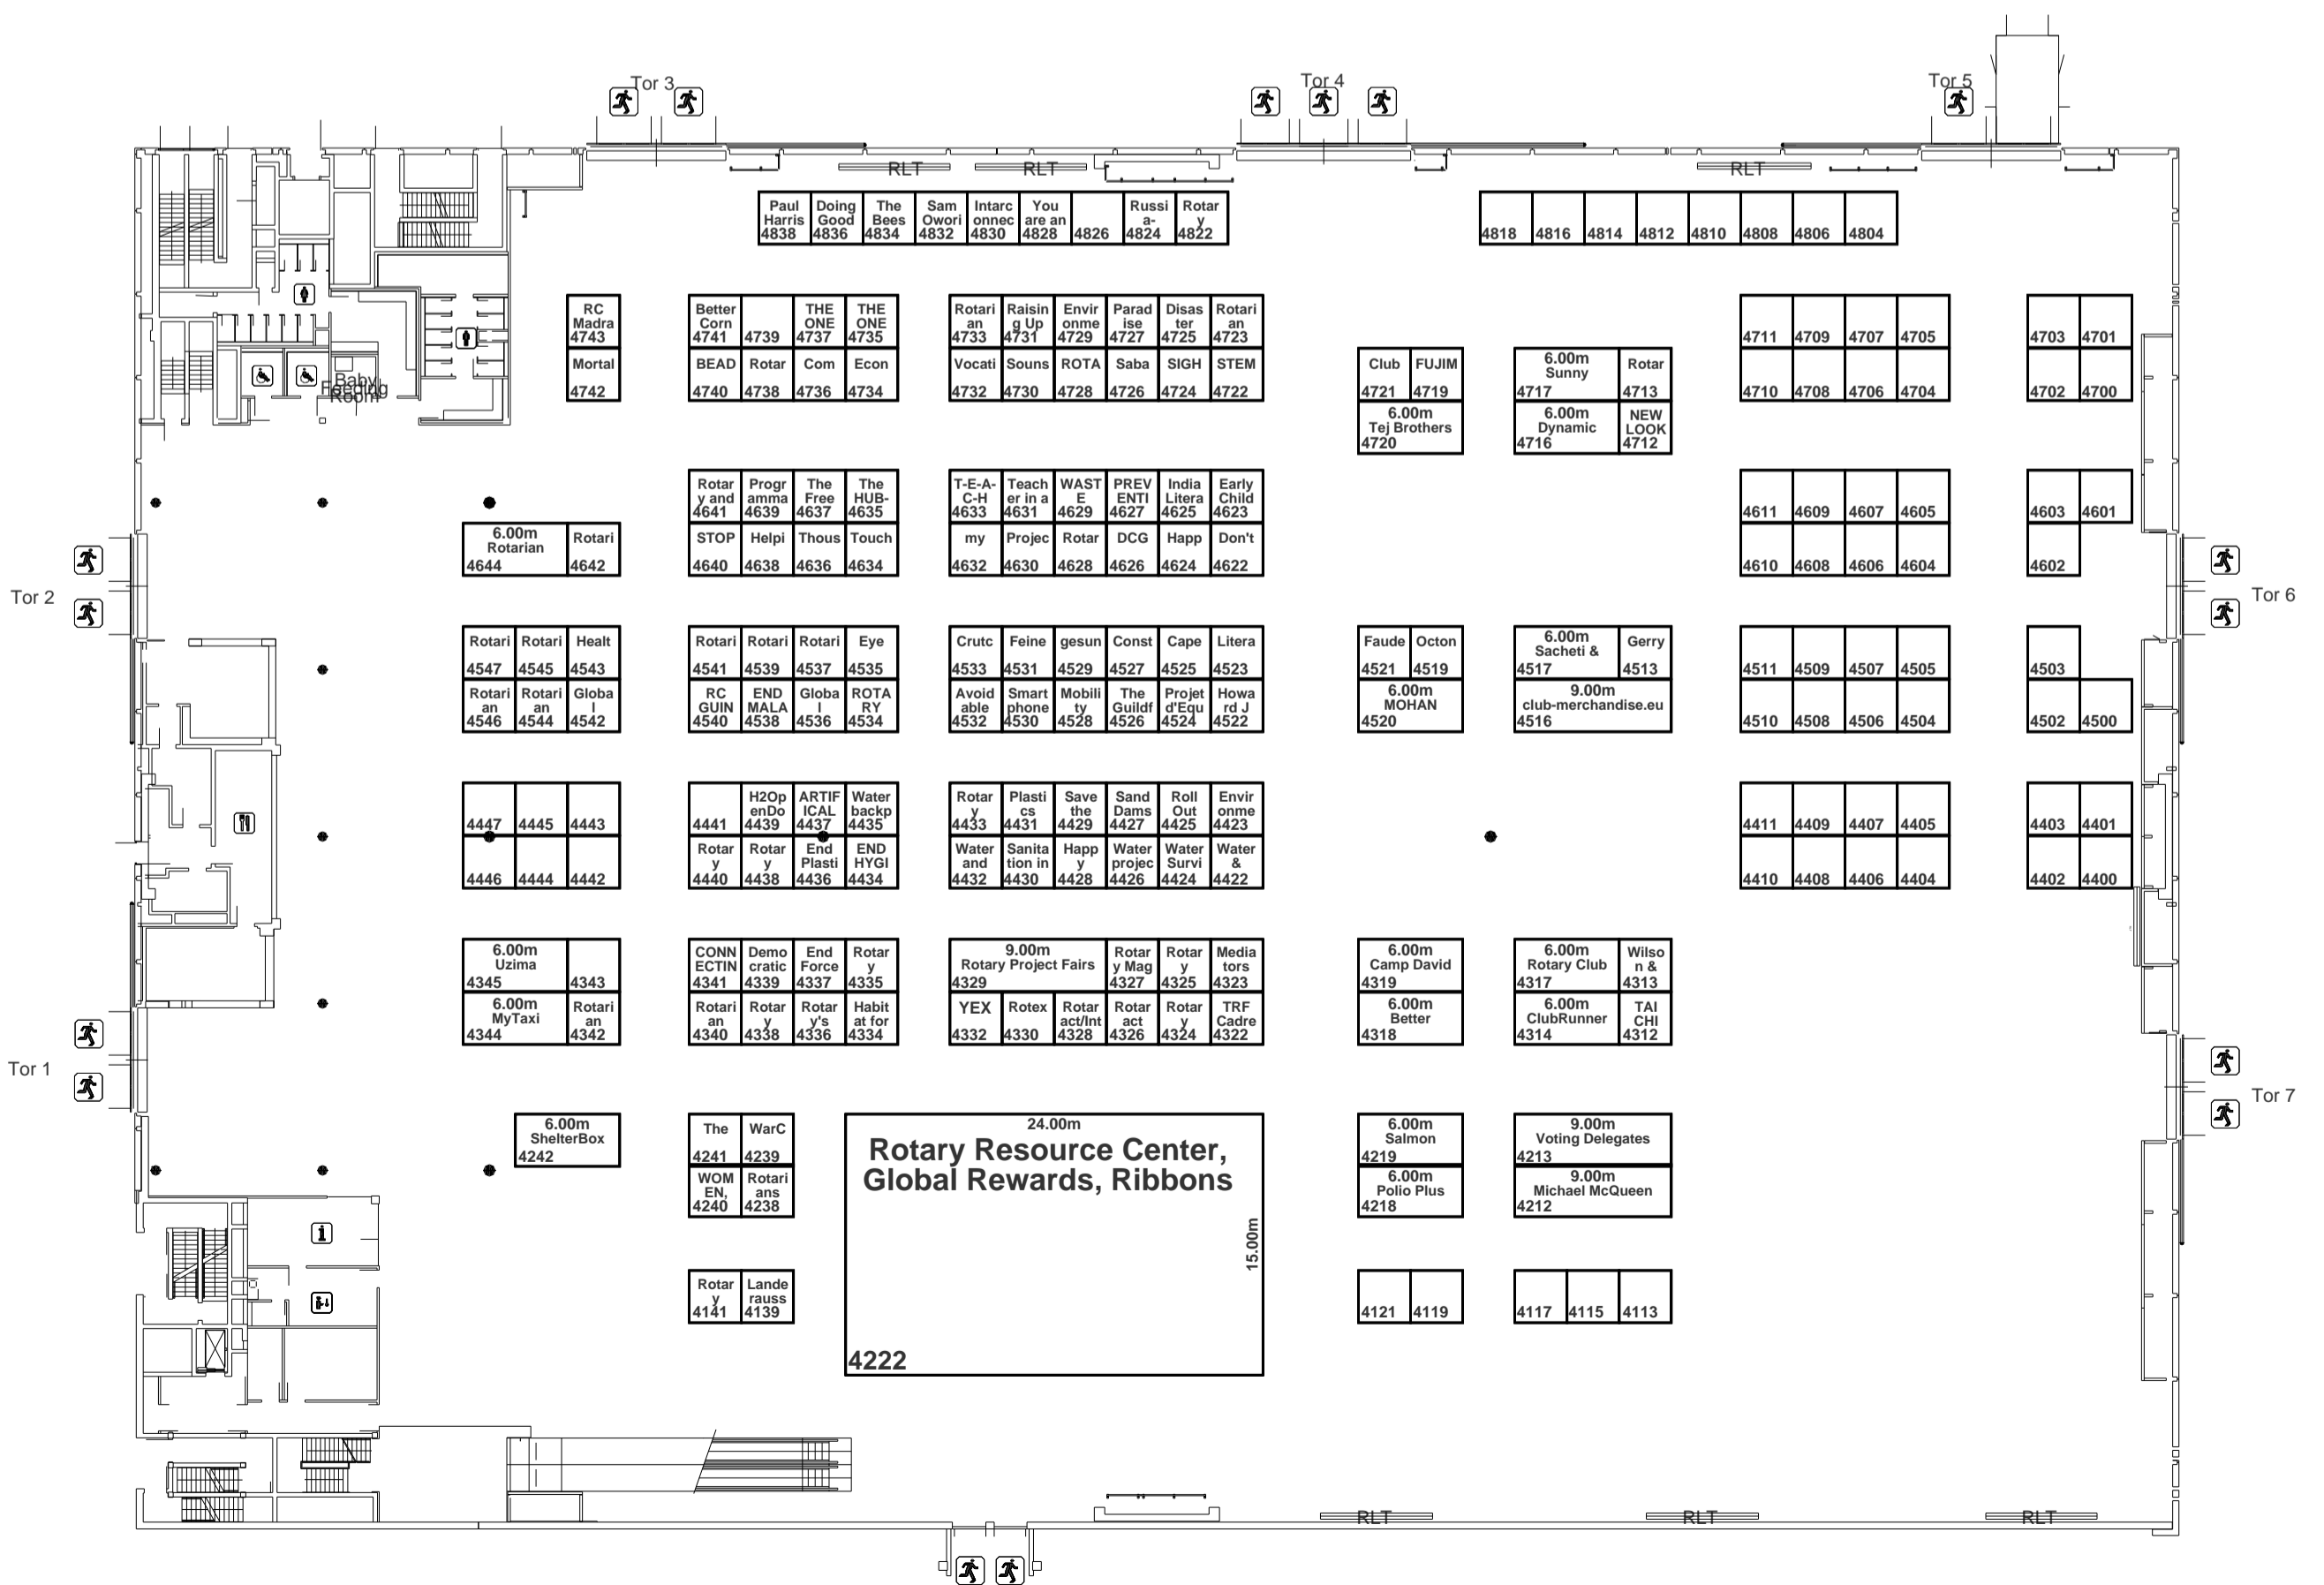 Tor 3
Tor 4
Tor 5
RLT
RLT
RLT
Paul
Harris
4838
Doing
Good
4836
The
Bees
4834
Sam
Owori
4832
Intarc
onnec
4830
You
are an
4828
4826
Russi
a-
4824
Rotar
y
4822
4818
4816
4814
4812
4810
4808
4806
4804
RC
Madra
4743
Better
Corn
4741
4739
THE
ONE
4737
THE
ONE
4735
Rotari
an
4733
Raisin
g Up
4731
Envir
onme
4729
Parad
ise
4727
Disas
ter
4725
Rotari
an
4723
4711
4709
4707
4705
4703
4701
Mortal
4742
BEAD
4740
Rotar
4738
Com
4736
Econ
4734
Vocati
4732
Souns
4730
ROTA
4728
Saba
4726
SIGH
4724
STEM
4722
Club
4721
FUJIM
4719
6.00m
Sunny
4717
Rotar
4713
4710
4708
4706
4704
4702
4700
Baby
Feeding
Room
6.00m
Tej Brothers
4720
6.00m
Dynamic
4716
NEW
LOOK
4712
Rotar
y and
4641
Progr
amma
4639
The
Free
4637
The
HUB-
4635
T-E-A-
C-H
4633
Teach
er in a
4631
WAST
E
4629
PREV
ENTI
4627
India
Litera
4625
Early
Child
4623
4611
4609
4607
4605
4603
4601
6.00m
Rotarian
4644
Rotari
4642
STOP
4640
Helpi
4638
Thous
4636
Touch
4634
my
4632
Projec
4630
Rotar
4628
DCG
4626
Happ
4624
Don't
4622
4610
4608
4606
4604
4602
Tor 2
Tor 6
Rotari
4547
Rotari
4545
Healt
4543
Rotari
4541
Rotari
4539
Rotari
4537
Eye
4535
Crutc
4533
Feine
4531
gesun
4529
Const
4527
Cape
4525
Litera
4523
Faude
4521
Octon
4519
6.00m
Sacheti &
4517
Gerry
4513
4511
4509
4507
4505
4503
Rotari
an
4546
Rotari
an
4544
Globa
l
4542
RC
GUIN
4540
END
MALA
4538
Globa
l
4536
ROTA
RY
4534
Avoid
able
4532
Smart
phone
4530
Mobili
ty
4528
The
Guildf
4526
Projet
d'Equ
4524
Howa
rd J
4522
6.00m
MOHAN
4520
9.00m
club-merchandise.eu
4516
4510
4508
4506
4504
4502
4500
4447
4445
4443
4441
H2Op
enDo
4439
ARTIF
ICAL
4437
Water
backp
4435
Rotar
y
4433
Plasti
cs
4431
Save
the
4429
Sand
Dams
4427
Roll
Out
4425
Envir
onme
4423
4411
4409
4407
4405
4403
4401
4446
4444
4442
Rotar
y
4440
Rotar
y
4438
End
Plasti
4436
END
HYGI
4434
Water
and
4432
Sanita
tion in
4430
Happ
y
4428
Water
projec
4426
Water
Survi
4424
Water
&
4422
4410
4408
4406
4404
4402
4400
6.00m
Uzima
4345
4343
CONN
ECTIN
4341
Demo
cratic
4339
End
Force
4337
Rotar
y
4335
9.00m
Rotary Project Fairs
4329
Rotar
y Mag
4327
Rotar
y
4325
Media
tors
4323
6.00m
Camp David
4319
6.00m
Rotary Club
4317
Wilso
n &
4313
6.00m
MyTaxi
4344
Rotari
an
4342
Rotari
an
4340
Rotar
y
4338
Rotar
y's
4336
Habit
at for
4334
YEX
4332
Rotex
4330
Rotar
act/Int
4328
Rotar
act
4326
Rotar
y
4324
TRF
Cadre
4322
6.00m
Better
4318
6.00m
ClubRunner
4314
TAI
CHI
4312
Tor 1
Tor 7
6.00m
ShelterBox
4242
The
4241
WarC
4239
24.00m
Rotary Resource Center,
Global Rewards, Ribbons
15.00m
4222
6.00m
Salmon
4219
9.00m
Voting Delegates
4213
WOM
EN,
4240
Rotari
ans
4238
6.00m
Polio Plus
4218
9.00m
Michael McQueen
4212
Rotar
y
4141
Lande
rauss
4139
4121
4119
4117
4115
4113
RLT
RLT
RLT